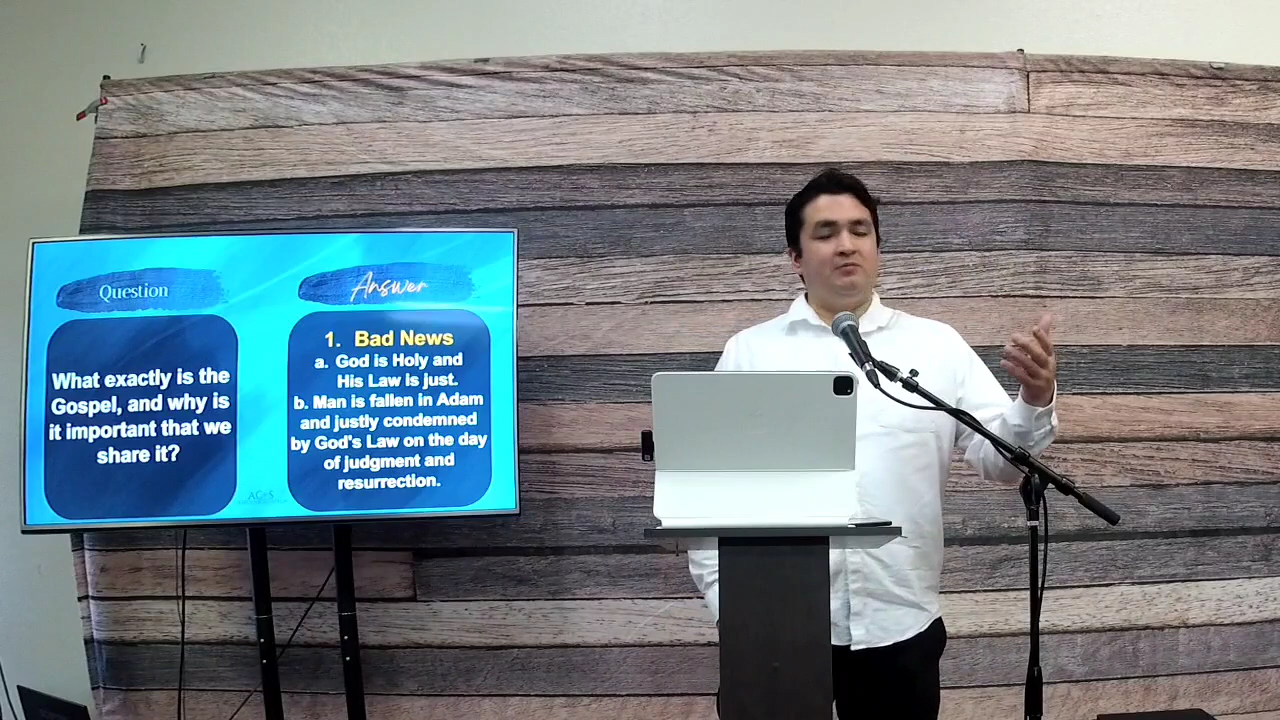 Question
What exactly is the
Gospel, and why is
it important that we
share it?
Answer
1. Bad News
a. God is Holy and
His Law is just.
b. Man is fallen in Adam
and justly condemned
by God's Law on the day
of judgment and
resurrection.